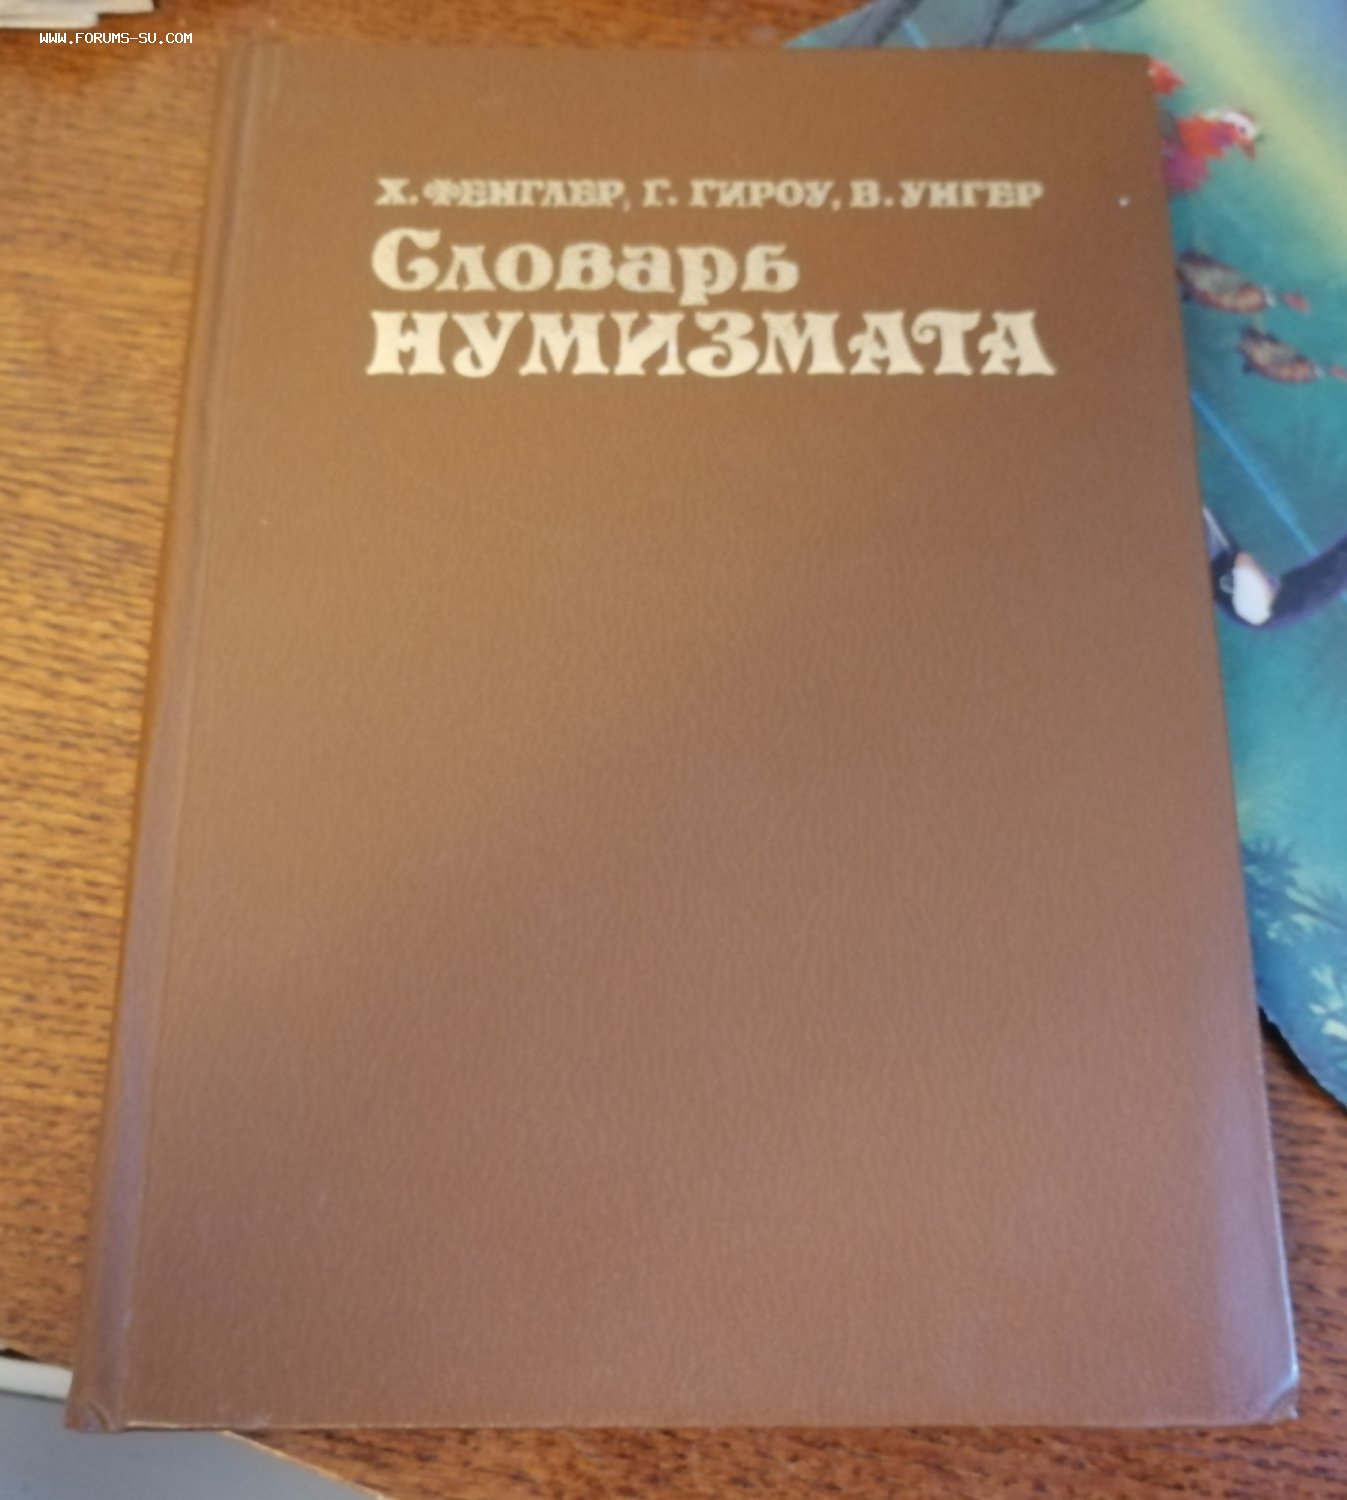 WWW.FORUMS-SU.COM
Х. ФЕНГЛЕР, Г. ГИРОУ, В. УНГЕР
Словарь
НУМИЗМАТА